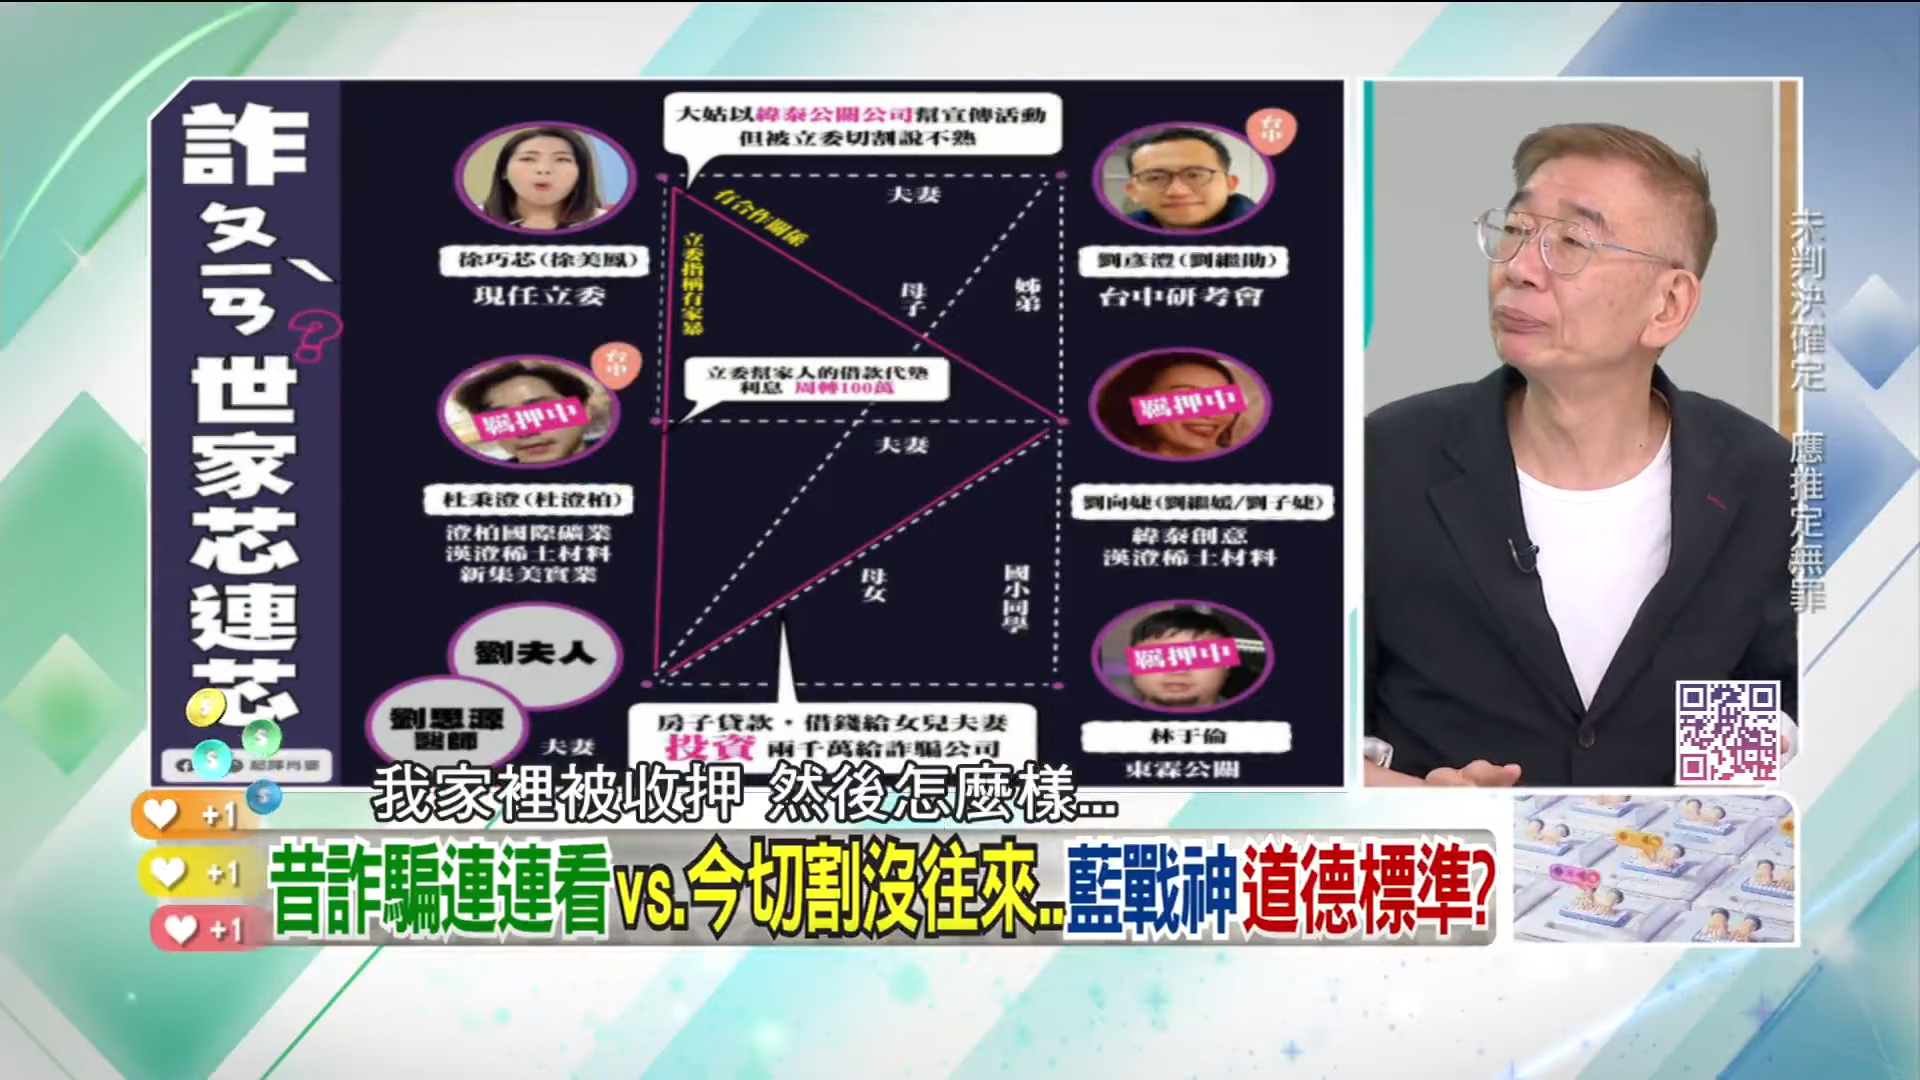 詐ㄆㄧㄢˋ?世家芯連芯
大姑以緯泰公關公司幫宣傳活動
但被立委切割說不熟
台中
夫妻
有合作關係
立委指稱有家暴
母子
姊弟
徐巧芯(徐美鳳)
現任立委
劉彥澧(劉繼勛)
台中研考會
台中
羈押中
立委幫家人的借款代墊
利息 周轉100萬
羈押中
夫妻
杜秉澄(杜澄柏)
澄柏國際礦業
漢澄稀土材料
新集美實業
劉向婕(劉繼媛/劉子婕)
緯泰創意
漢澄稀土材料
母女
國小同學
劉夫人
羈押中
劉思源
醫師
夫妻
房子貸款,借錢給女兒夫妻
投資 兩千萬給詐騙公司
林于倫
東霖公關
未判決確定 應推定無罪
我家裡被收押 然後怎麼樣...
+1
+1
+1
昔詐騙連連看vs.今切割沒往來..藍戰神道德標準?